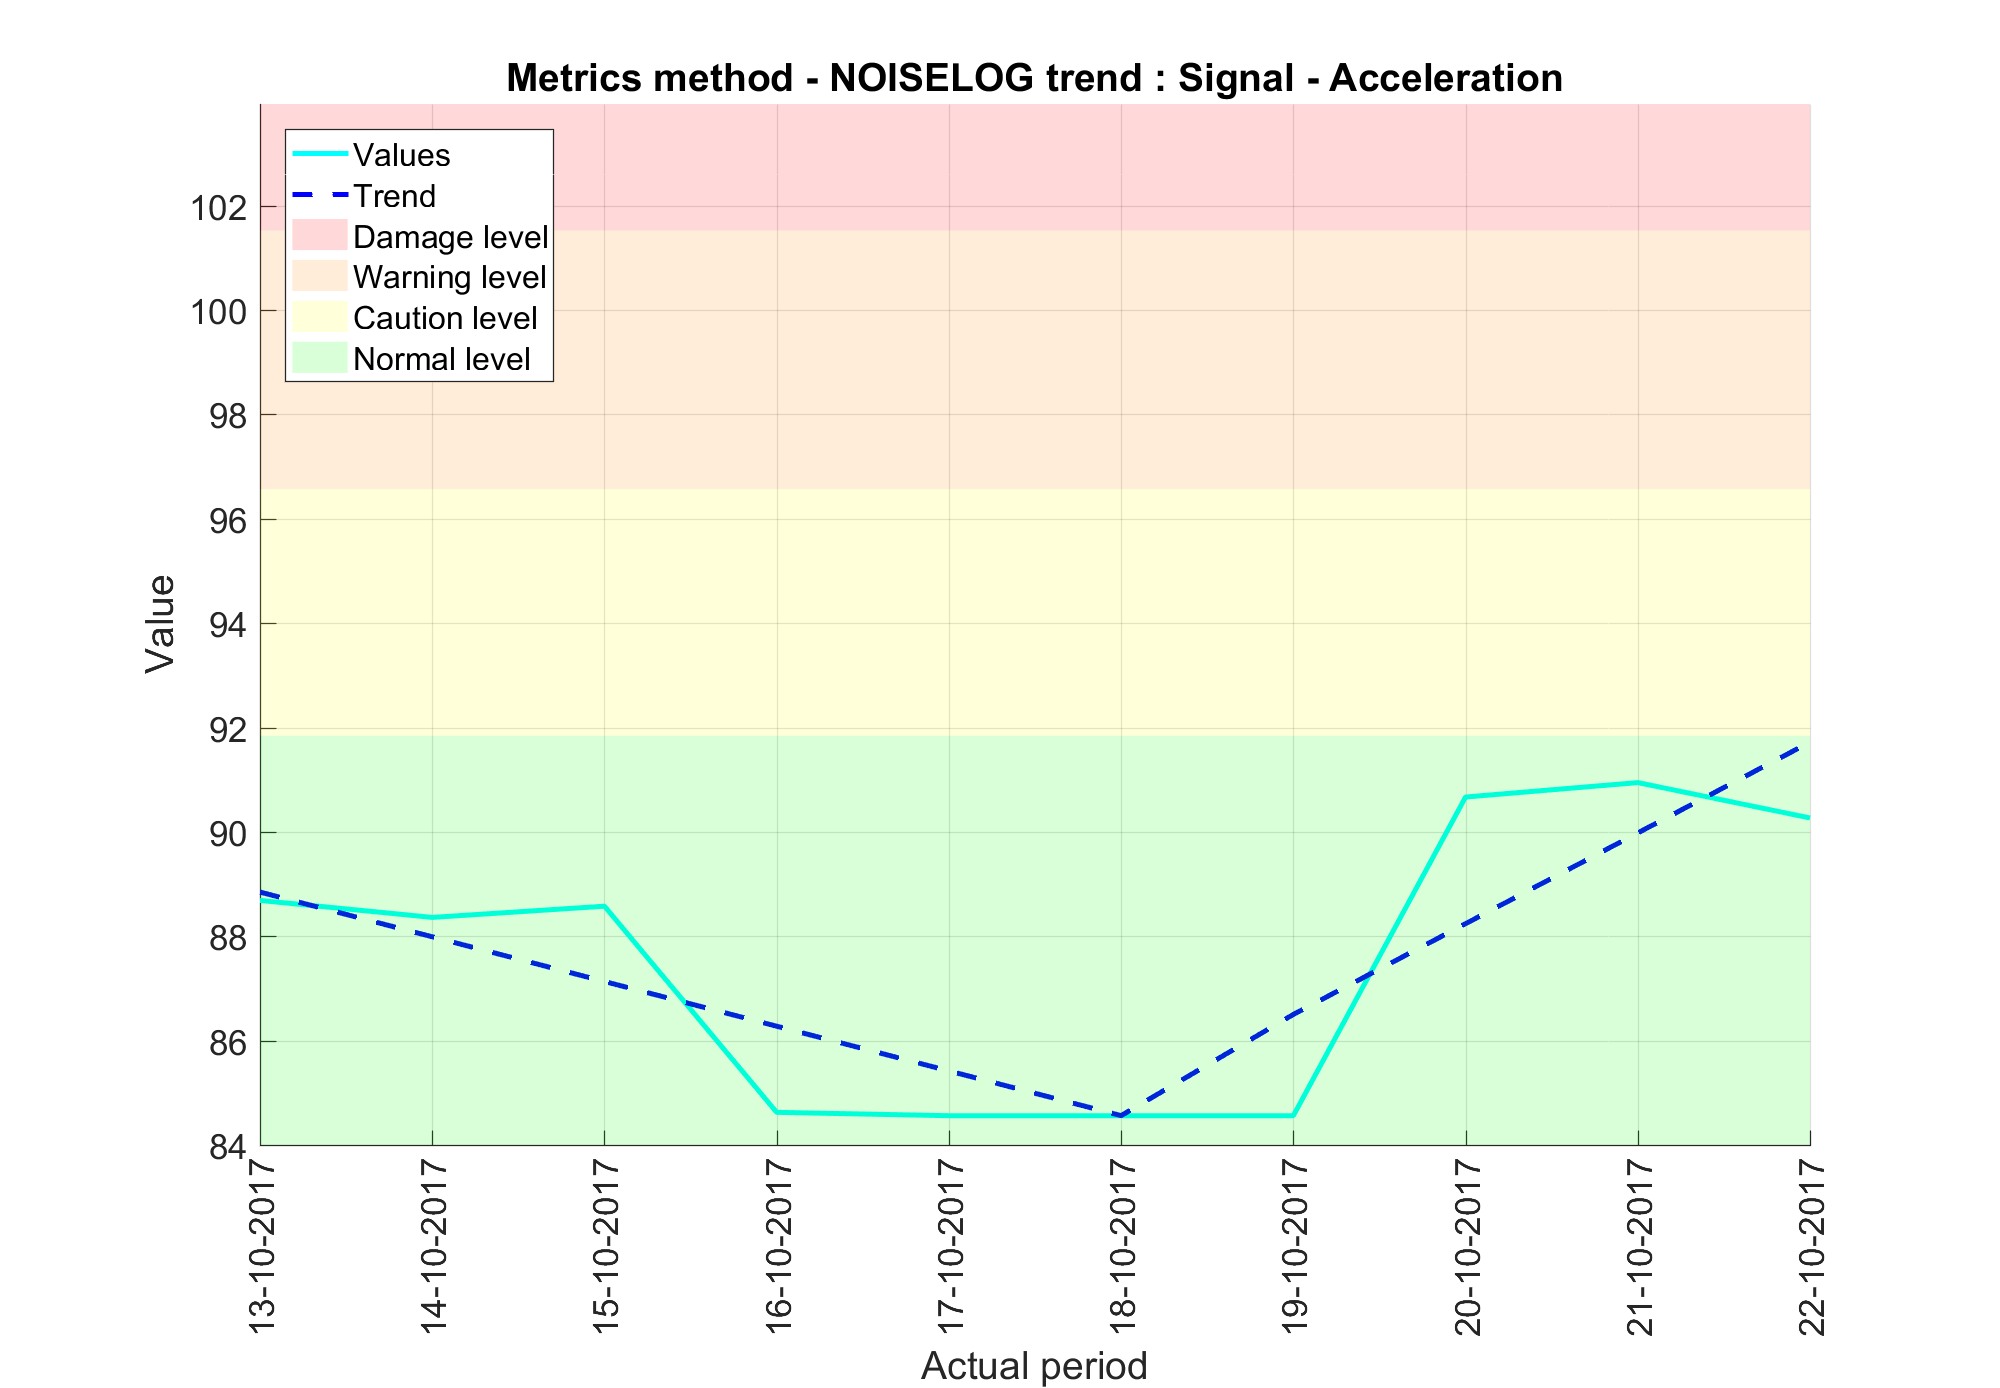 Metrics method - NOISELOG trend : Signal - Acceleration
Values
Trend
Damage level
Warning level
Caution level
Normal level
102
100
98
96
94
92
90
88
86
84
Value
13-10-2017
14-10-2017
15-10-2017
16-10-2017
17-10-2017
18-10-2017
19-10-2017
20-10-2017
21-10-2017
22-10-2017
Actual period